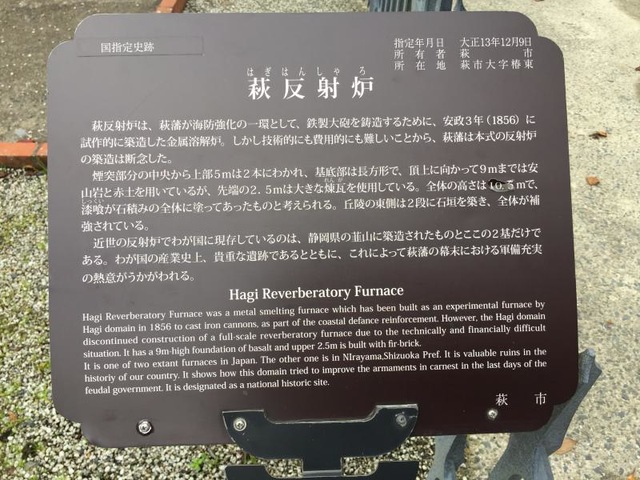 国指定史跡
指定年月日 大正13年12月9日
所有者 萩市
所在地 萩市大字椿東
はぎはんしゃろ
萩反射炉
萩反射炉は、萩藩が海防強化の一環として、鉄製大砲を鋳造するために、安政3年(1856)に
試作的に築造した金属溶解炉。しかし技術的にも費用的にも難しいことから、萩藩は本式の反射炉
の築造は断念した。
煙突部分の中央から上部5mは2本にわかれ、基底部は長方形で、頂上に向かって9mまでは安
れんが
山岩と赤土を用いているが、先端の2.5mは大きな煉瓦を使用している。全体の高さは 5mで、
しっくい
漆喰が石積みの全体に塗ってあったものと考えられる。丘陵の東側は2段に石垣を築き、全体が補
強されている。
近世の反射炉でわが国に現存しているのは、静岡県の韮山に築造されたものとここの2基だけで
ある。わが国の産業史上、貴重な遺跡であるとともに、これによって萩藩の幕末における軍備充実
の熱意がうかがわれる。
Hagi Reverberatory Furnace
Hagi Reverberatory Furnace was a metal smelting furnace which has been built as an experimental furnace by
Hagi domain in 1856 to cast iron cannons, as part of the coastal defance reinforcement. However, the Hagi domain
discontinued construction of a full-scale reverberatory furnace due to the technically and financially difficult
situation. It has a 9m-high foundation of basalt and upper 2.5m is built with fir-brick.
It is one of two extant furnaces in Japan. The other one is in NIrayama,Shizuoka Pref. It is valuable ruins in the
historiy of our country. It shows how this domain tried to improve the armaments in carnest in the last days of the
feudal government. It is designated as a national historic site.
萩市